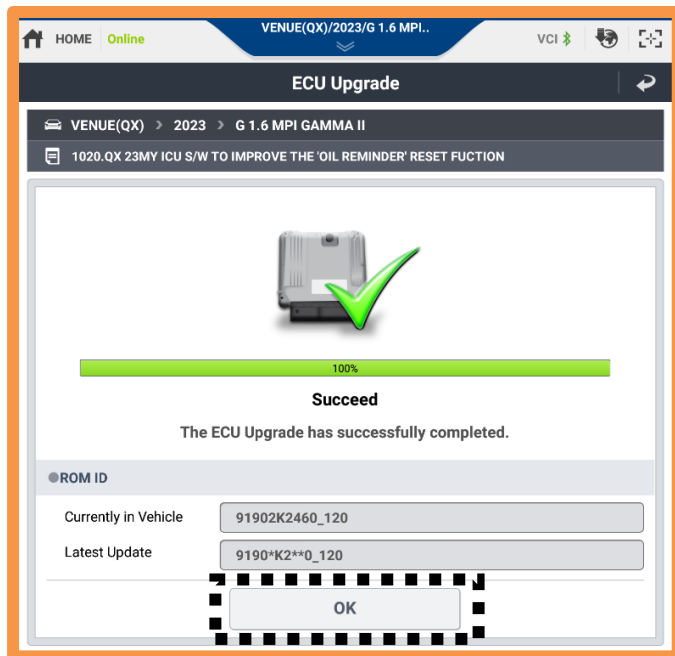 HOME Online
VENUE(QX)/2023/G 1.6 MPI..
VCI
ECU Upgrade
VENUE(QX) > 2023 > G 1.6 MPI GAMMA II
1020.QX 23MY ICU S/W TO IMPROVE THE 'OIL REMINDER' RESET FUCTION
100%
Succeed
The ECU Upgrade has successfully completed.
ROM ID
Currently in Vehicle 91902K2460_120
Latest Update 9190*K2**0_120
OK